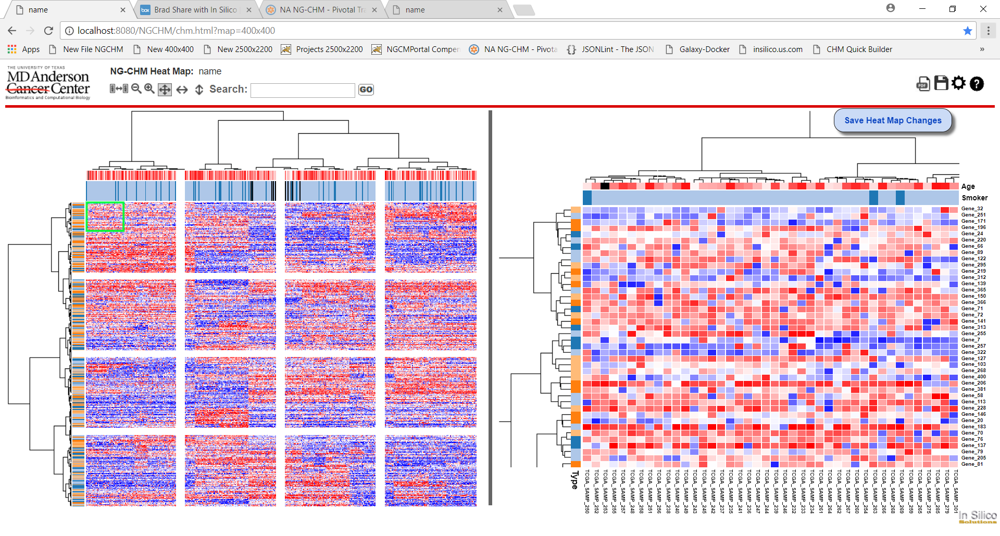 name
Brad Share with In Silico
NA NG-CHM - Pivotal Tra
name
localhost:8080/NGCHM/chm.html?map=400x400
Apps
New File NGCHM
New 400x400
New 2500x2200
Projects 2500x2200
NGCMPortal Compen
NA NG-CHM - Pivota
JSONLint - The JSON
Galaxy-Docker
insilico.us.com
CHM Quick Builder
»
THE UNIVERSITY OF TEXAS
MD Anderson
Cancer Center
Bioinformatics and Computational Biology
NG-CHM Heat Map: name
Search:
GO
PDF
?
Save Heat Map Changes
Age
Smoker
Gene_32
Gene_251
Gene_171
Gene_196
Gene_24
Gene_220
Gene_66
Gene_89
Gene_122
Gene_295
Gene_219
Gene_312
Gene_139
Gene_365
Gene_150
Gene_366
Gene_71
Gene_72
Gene_141
Gene_313
Gene_255
Gene_7
Gene_257
Gene_322
Gene_127
Gene_103
Gene_268
Gene_400
Gene_206
Gene_381
Gene_58
Gene_113
Gene_228
Gene_146
Gene_20
Gene_183
Gene_70
Gene_76
Gene_137
Gene_79
Gene_205
Gene_81
Type
TCGA_SAMP_250
TCGA_SAMP_252
TCGA_SAMP_253
TCGA_SAMP_255
TCGA_SAMP_257
TCGA_SAMP_248
TCGA_SAMP_258
TCGA_SAMP_251
TCGA_SAMP_256
TCGA_SAMP_238
TCGA_SAMP_240
TCGA_SAMP_249
TCGA_SAMP_243
TCGA_SAMP_245
TCGA_SAMP_242
TCGA_SAMP_237
TCGA_SAMP_235
TCGA_SAMP_241
TCGA_SAMP_236
TCGA_SAMP_247
TCGA_SAMP_244
TCGA_SAMP_239
TCGA_SAMP_246
TCGA_SAMP_232
TCGA_SAMP_233
TCGA_SAMP_234
TCGA_SAMP_261
TCGA_SAMP_264
TCGA_SAMP_262
TCGA_SAMP_267
TCGA_SAMP_260
TCGA_SAMP_254
TCGA_SAMP_263
TCGA_SAMP_266
TCGA_SAMP_268
TCGA_SAMP_269
TCGA_SAMP_299
TCGA_SAMP_265
TCGA_SAMP_275
TCGA_SAMP_285
TCGA_SAMP_279
TCGA_SAMP_301
In Silico
Solutions